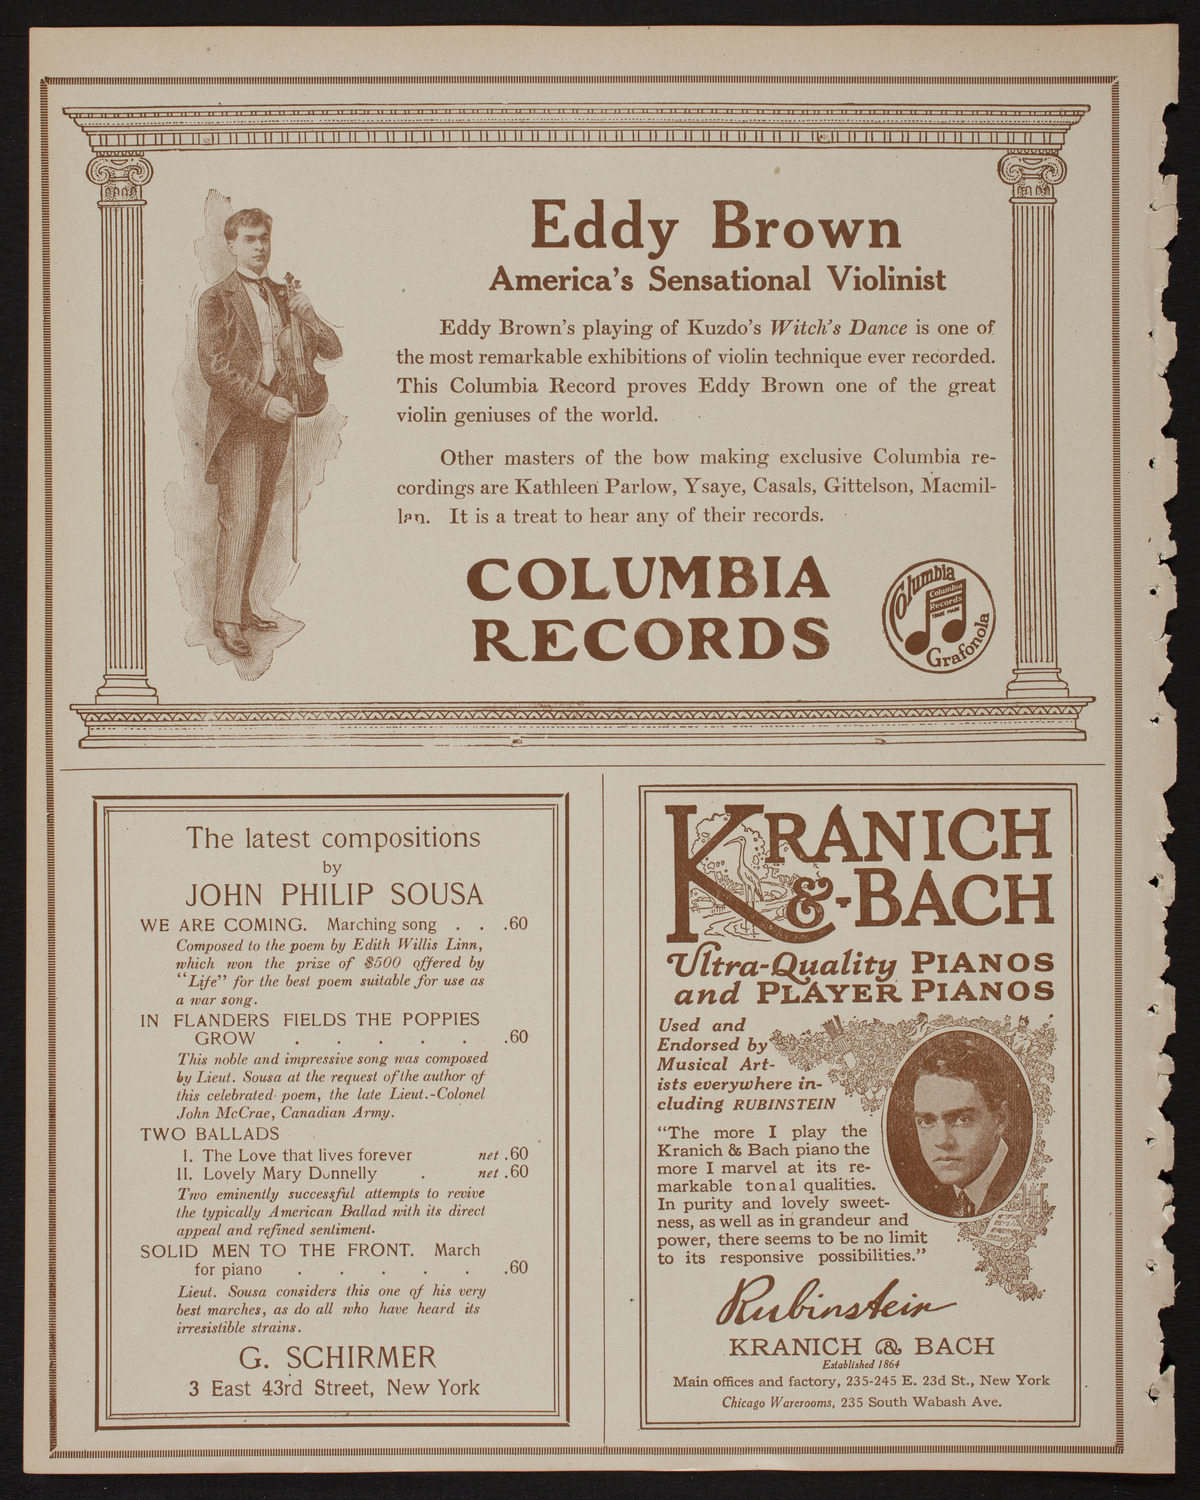 Eddy Brown
America's Sensational Violinist
Eddy Brown's playing of Kuzdo's Witch's Dance is one of
the most remarkable exhibitions of violin technique ever recorded.
This Columbia Record proves Eddy Brown one of the great
violin geniuses of the world.
Other masters of the bow making exclusive Columbia re-
cordings are Kathleen Parlow, Ysaye, Casals, Gittelson, Macmil-
lan. It is a treat to hear any of their records.
COLUMBIA
RECORDS
Columbia
Columbia
Records
TRADE MARK
Grafonola
The latest compositions
by
JOHN PHILIP SOUSA
WE ARE COMING. Marching song . . .60
Composed to the poem by Edith Willis Linn,
which won the prize of $500 offered by
"Life" for the best poem suitable for use as
a war song.
IN FLANDERS FIELDS THE POPPIES
GROW . . . . . .60
This noble and impressive song was composed
by Lieut. Sousa at the request of the author of
this celebrated poem, the late Lieut.-Colonel
John McCrae, Canadian Army.
TWO BALLADS
I. The Love that lives forever net .60
II. Lovely Mary Donnelly . net .60
Two eminently successful attempts to revive
the typically American Ballad with its direct
appeal and refined sentiment.
SOLID MEN TO THE FRONT. March
for piano . . . . . .60
Lieut. Sousa considers this one of his very
best marches, as do all who have heard its
irresistible strains.
G. SCHIRMER
3 East 43rd Street, New York
KRANICH
&-BACH
Ultra-Quality PIANOS
and PLAYER PIANOS
Used and
Endorsed by
Musical Art-
ists everywhere in-
cluding RUBINSTEIN
"The more I play the
Kranich & Bach piano the
more I marvel at its re-
markable tonal qualities.
In purity and lovely sweet-
ness, as well as in grandeur and
power, there seems to be no limit
to its responsive possibilities."
Rubinstein
KRANICH & BACH
Established 1864
Main offices and factory, 235-245 E. 23d St., New York
Chicago Warerooms, 235 South Wabash Ave.